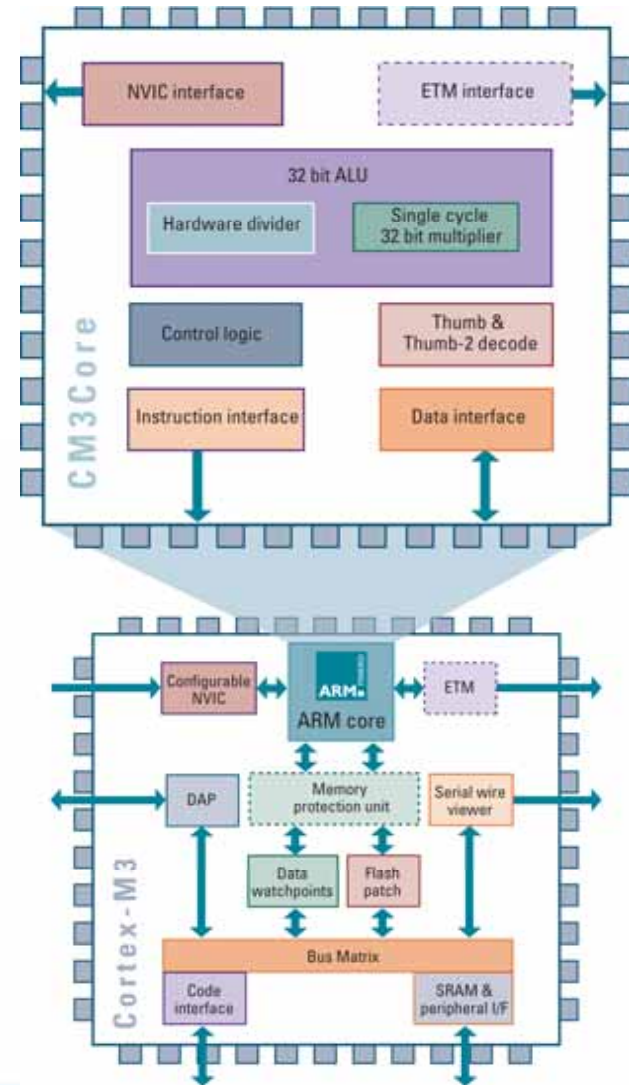 NVIC interface
ETM interface
32 bit ALU
Hardware divider
Single cycle
32 bit multiplier
Control logic
Thumb &
Thumb-2 decode
Instruction interface
Data interface
CM3Core
Configurable
NVIC
ARM
ARM core
ETM
DAP
Memory
protection unit
Serial wire
viewer
Data
watchpoints
Flash
patch
Bus Matrix
Code
interface
SRAM &
peripheral I/F
Cortex-M3